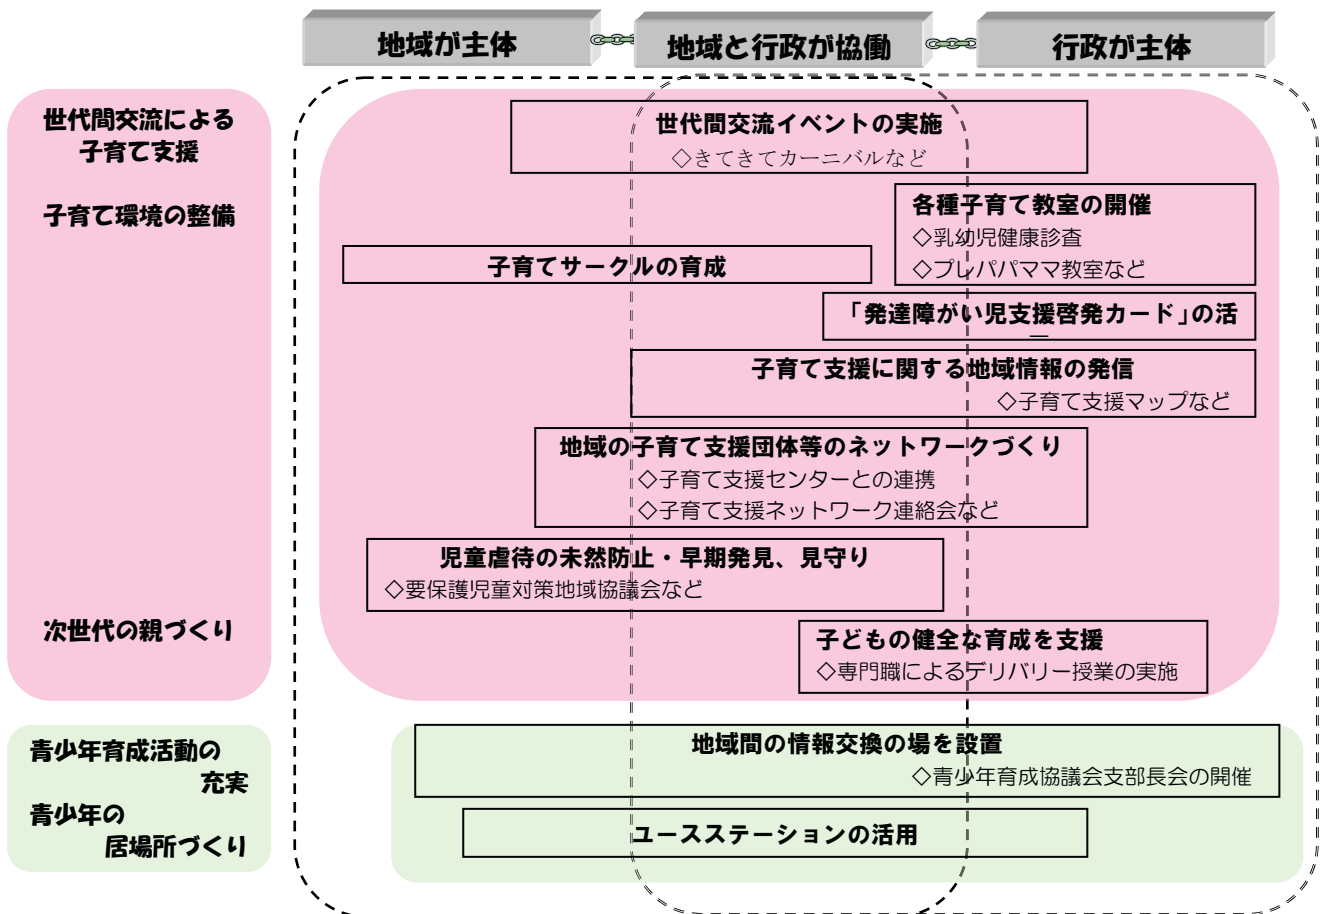 地域が主体
地域と行政が協働
行政が主体
世代間交流による
子育て支援
世代間交流イベントの実施
◇きてきてカーニバルなど
子育て環境の整備
各種子育て教室の開催
◇乳幼児健康診査
◇プレパパママ教室など
子育てサークルの育成
「発達障がい児支援啓発カード」の活
子育て支援に関する地域情報の発信
◇子育て支援マップなど
地域の子育て支援団体等のネットワークづくり
◇子育て支援センターとの連携
◇子育て支援ネットワーク連絡会など
児童虐待の未然防止・早期発見、見守り
◇要保護児童対策地域協議会など
次世代の親づくり
子どもの健全な育成を支援
◇専門職によるデリバリー授業の実施
青少年育成活動の
充実
地域間の情報交換の場を設置
◇青少年育成協議会支部長会の開催
青少年の
居場所づくり
ユースステーションの活用